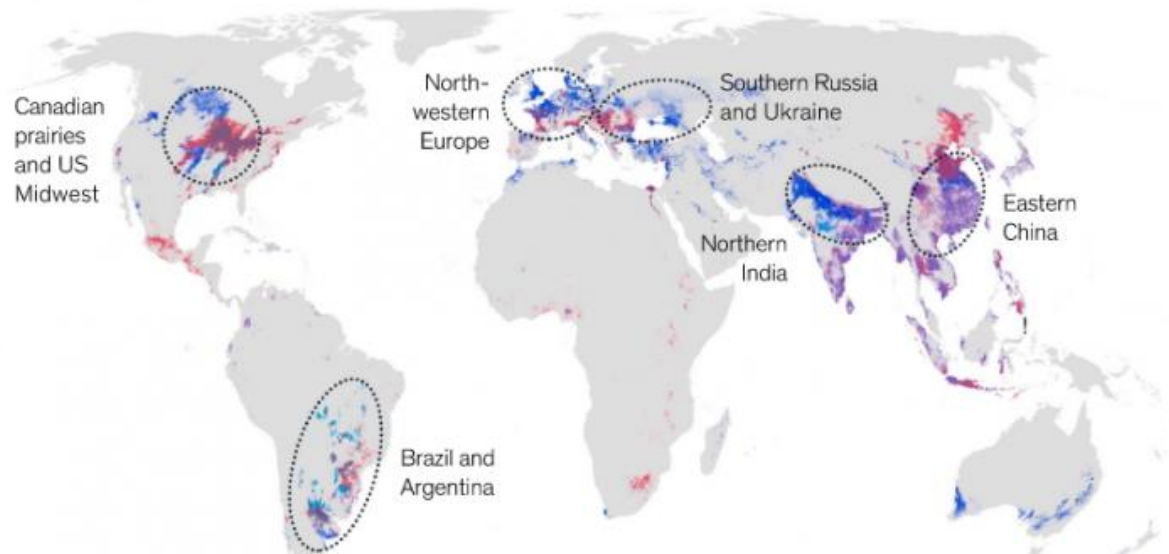 Canadian
prairies
and US
Midwest
North-
western
Europe
Southern Russia
and Ukraine
Northern
India
Eastern
China
Brazil and
Argentina